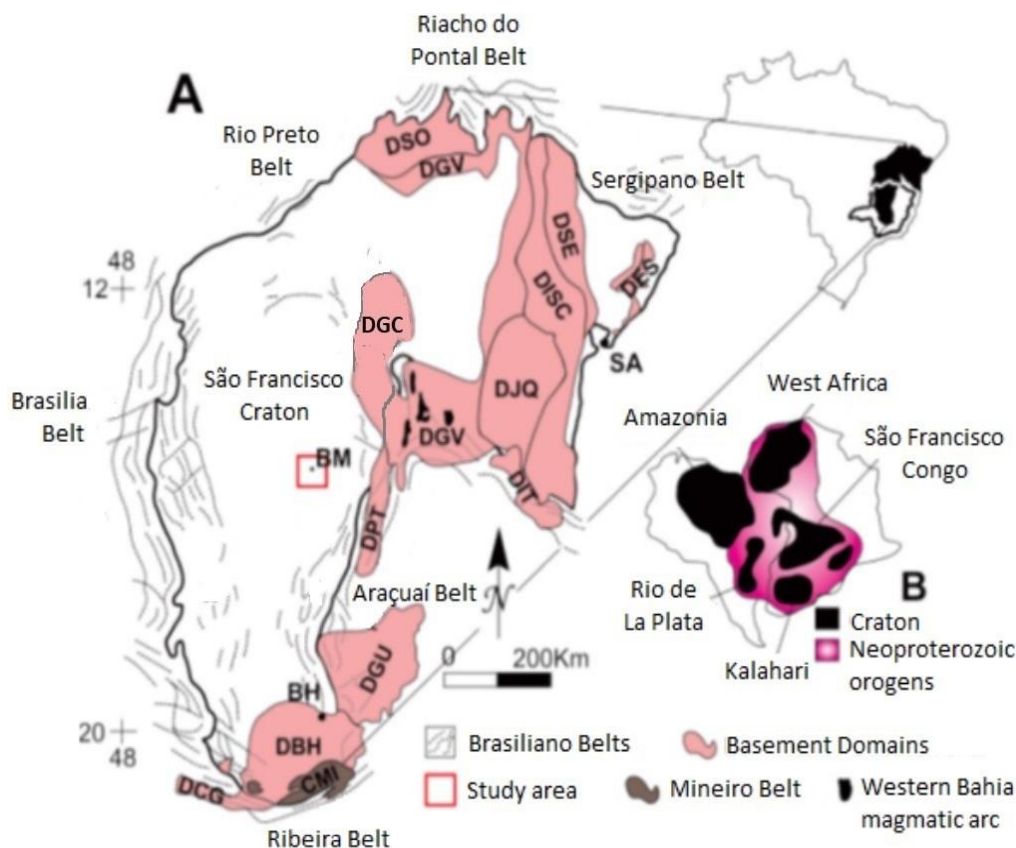 Riacho do
Pontal Belt
A
Rio Preto
Belt
DSO
DGV
Sergipano Belt
DSE
DES
DISC
48
12
DGC
SA
São Francisco
Craton
DJQ
Brasilia
Belt
DGV
BM
DIT
DPT
West Africa
Amazonia
São Francisco
Congo
Araçuaí Belt
N
Rio de
La Plata
B
Craton
Kalahari
Neoproterozoic
orogens
0 200Km
DGU
BH
20
48
DBH
CMI
DCG
Ribeira Belt
Brasiliano Belts
Basement Domains
Study area
Mineiro Belt
Western Bahia
magmatic arc